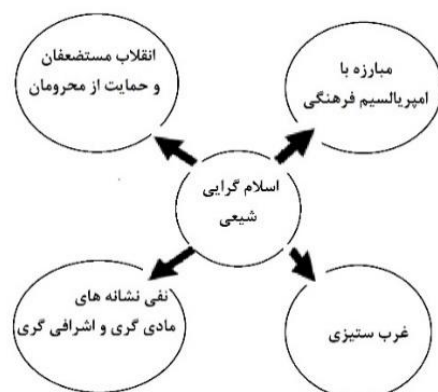 مبارزه با
امپریالسیم فرهنگی
انقلاب مستضعفان
و حمایت از محرومان
اسلام گرایی
شیعی
غرب ستیزی
نفی نشانه های
مادی گری و اشرافی گری